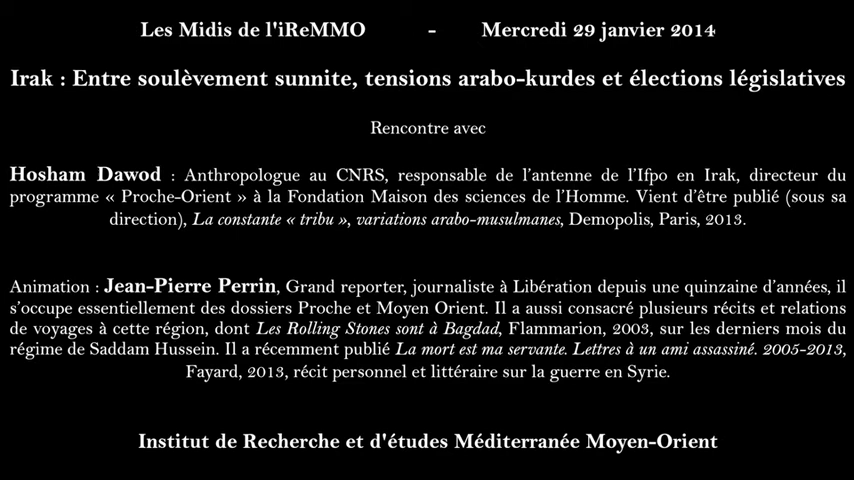 Les Midis de l'iReMMO - Mercredi 29 janvier 2014
Irak : Entre soulèvement sunnite, tensions arabo-kurdes et élections législatives
Rencontre avec
Hosham Dawod : Anthropologue au CNRS, responsable de l’antenne de l’Ifpo en Irak, directeur du
programme « Proche-Orient » à la Fondation Maison des sciences de l’Homme. Vient d’être publié (sous sa
direction), La constante « tribu », variations arabo-musulmanes, Demopolis, Paris, 2013.
Animation : Jean-Pierre Perrin, Grand reporter, journaliste à Libération depuis une quinzaine d’années, il
s’occupe essentiellement des dossiers Proche et Moyen Orient. Il a aussi consacré plusieurs récits et relations
de voyages à cette région, dont Les Rolling Stones sont à Bagdad, Flammarion, 2003, sur les derniers mois du
régime de Saddam Hussein. Il a récemment publié La mort est ma servante. Lettres à un ami assassiné. 2005-2013,
Fayard, 2013, récit personnel et littéraire sur la guerre en Syrie.
Institut de Recherche et d'études Méditerranée Moyen-Orient